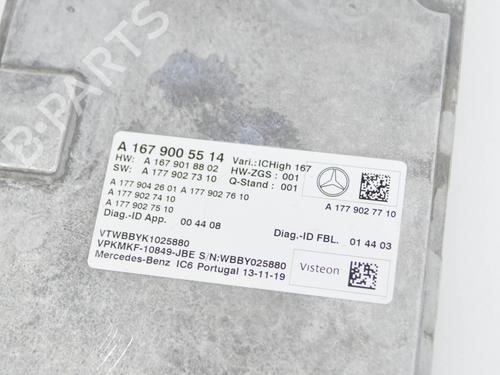 A 167 900 55 14
Vari.:ICHigh 167
HW: A 167 901 88 02
HW-ZGS : 001
SW: A 177 902 73 10
Q-Stand : 001
A 177 904 26 01 A 177 902 76 10
A 177 902 77 10
A 177 902 74 10
A 177 902 75 10
Diag.-ID App. 00 44 08
Diag.-ID FBL. 01 44 03
VTWBBYK1025880
VPKMKF-10849-JBE S/N:WBBY025880
Mercedes-Benz IC6 Portugal 13-11-19
Visteon
B-PARTS